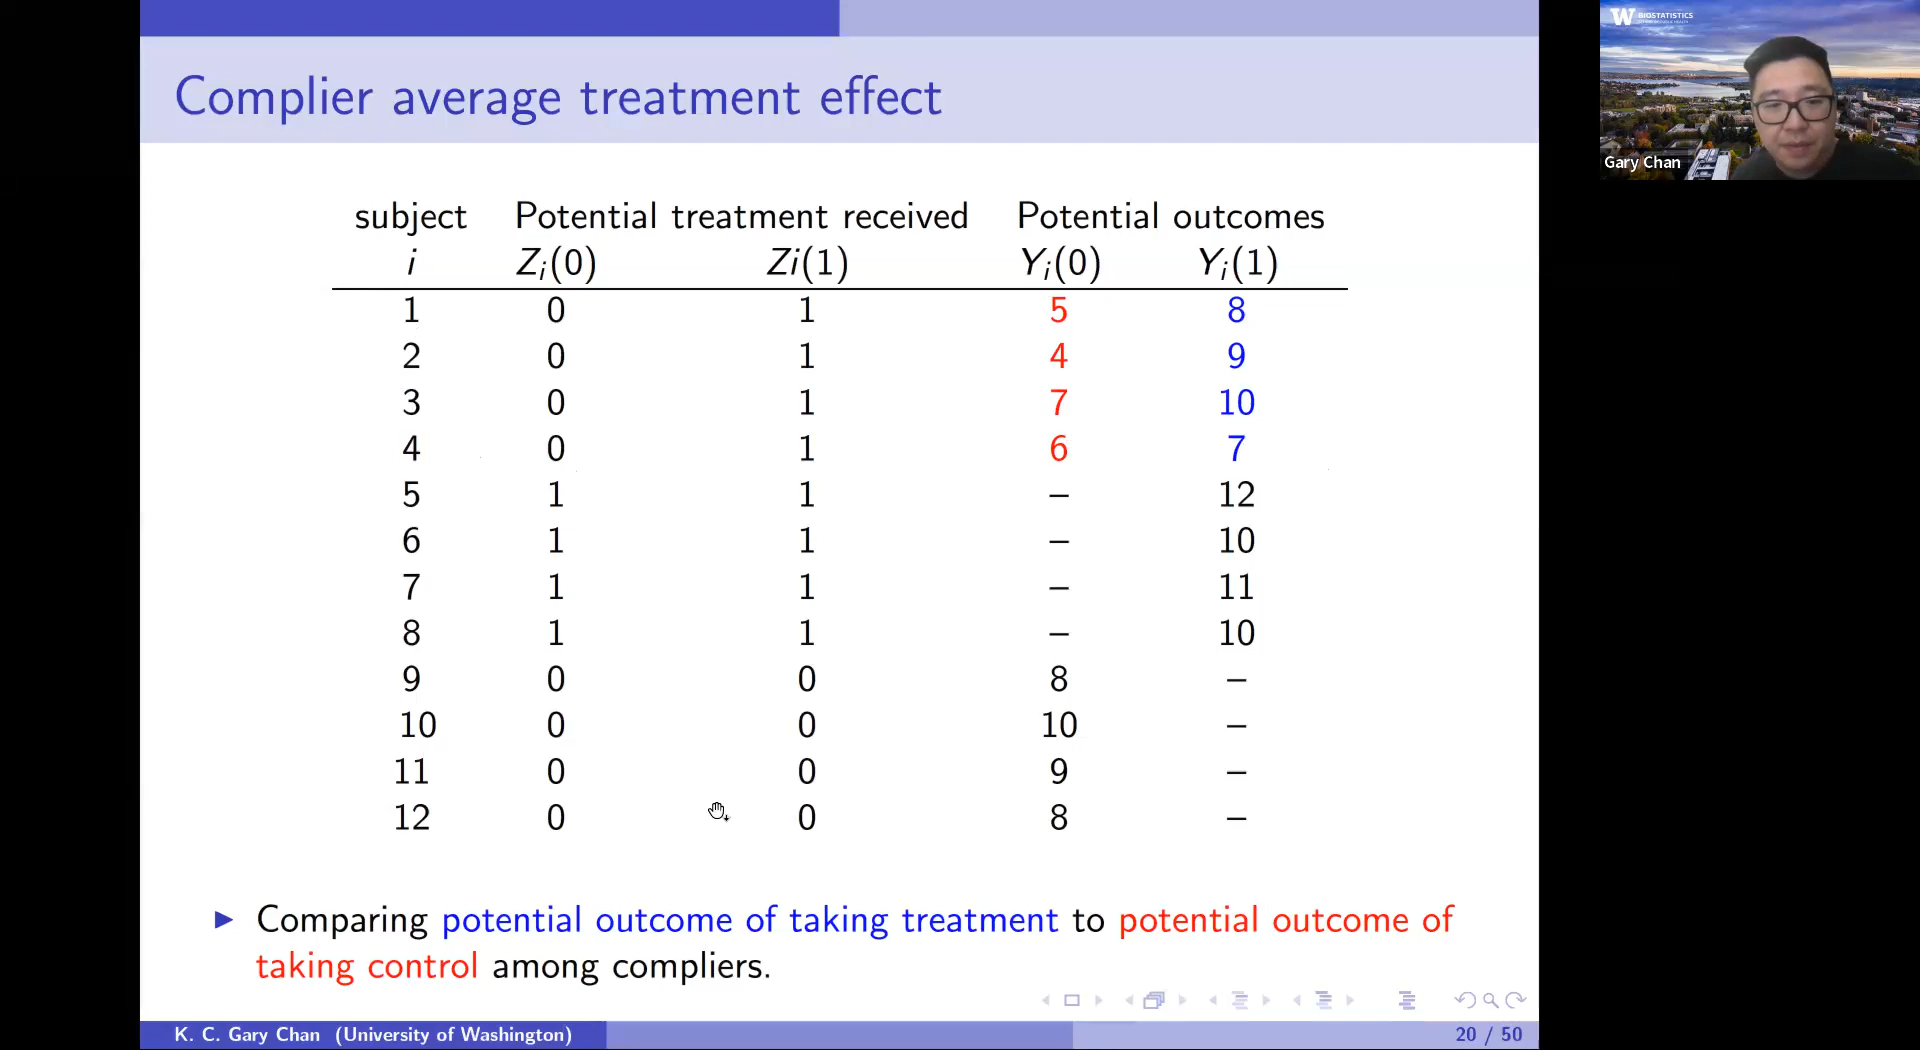 Complier average treatment effect
subject Potential treatment received Potential outcomes
i Zi(0) Zi(1) Yi(0) Yi(1)
1 0 1 5 8
2 0 1 4 9
3 0 1 7 10
4 0 1 6 7
5 1 1 – 12
6 1 1 – 10
7 1 1 – 11
8 1 1 – 10
9 0 0 8 –
10 0 0 10 –
11 0 0 9 –
12 0 0 8 –
Comparing potential outcome of taking treatment to potential outcome of
taking control among compliers.
K. C. Gary Chan (University of Washington) 20 / 50
W BIOSTATISTICS
Gary Chan